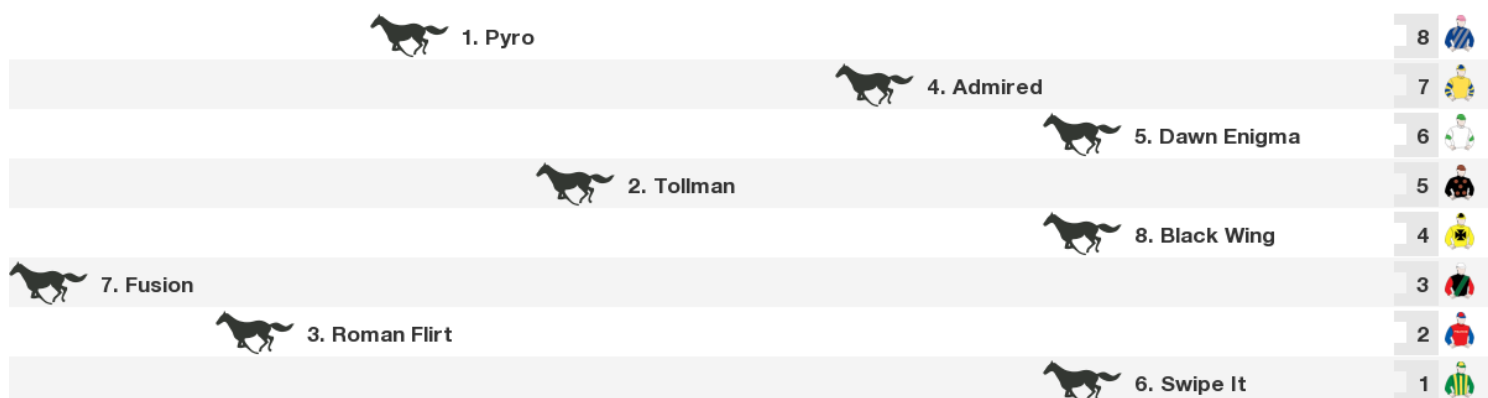 1. Pyro 8
4. Admired 7
5. Dawn Enigma 6
2. Tollman 5
8. Black Wing 4
7. Fusion 3
3. Roman Flirt 2
6. Swipe It 1